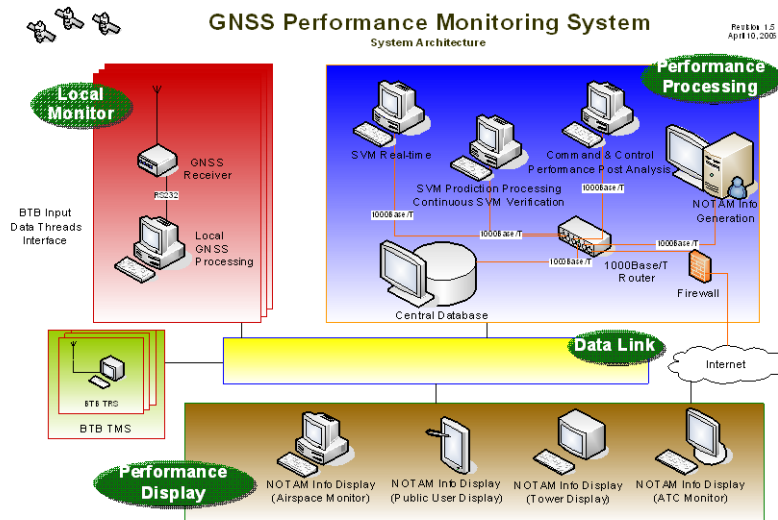 GNSS Performance Monitoring System
System Architecture
Revision 1.5
April 10, 2005
Local
Monitor
Performance
Processing
GNSS
Receiver
RS232
Local
GNSS
Processing
BTB Input
Data Threads
Interface
SVM Real-time
SVM Prodiction Processing
Continuous SVM Verification
Command & Control
Performance Post Analysis
NOTAM Info
Generation
1000Base/T
1000Base/T
1000Base/T
1000Base/T
1000Base/T
1000Base/T
Router
Firewall
Central Database
Data Link
Internet
BTB TRS
BTB TMS
Performance
Display
NOTAM Info Display
(Airspace Monitor)
NOTAM Info Display
(Public User Display)
NOTAM Info Display
(Tower Display)
NOTAM Info Display
(ATC Monitor)